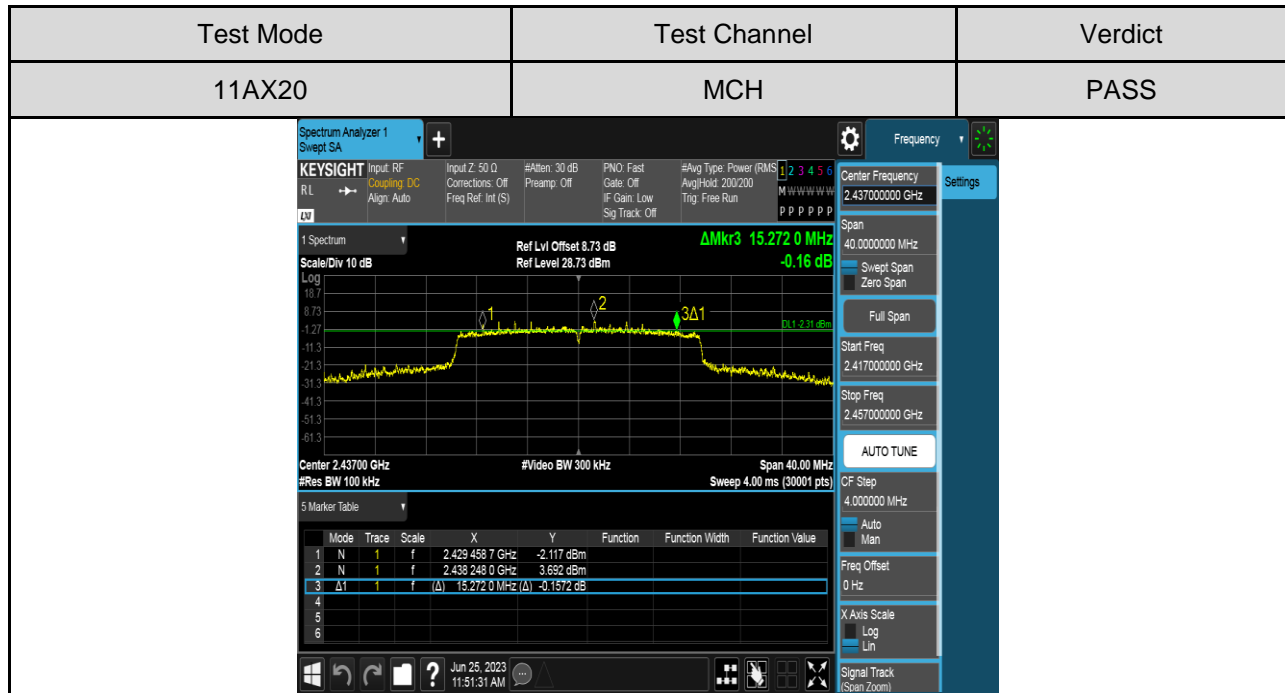 Test Mode Test Channel Verdict
11AX20 MCH PASS
Spectrum Analyzer 1
Swept SA
+
Frequency
KEYSIGHT Input: RF Input Z: 50 Ω #Atten: 30 dB PNO: Fast #Avg Type: Power (RMS 1 2 3 4 5 6
RL Coupling: DC Corrections: Off Preamp: Off Gate: Off Avg|Hold: 200/200 M W W W W W
Align: Auto Freq Ref: Int (S) IF Gain: Low Trig: Free Run
LXI Sig Track: Off P P P P P P
1 Spectrum Ref Lvl Offset 8.73 dB ΔMkr3 15.272 0 MHz
Scale/Div 10 dB Ref Level 28.73 dBm -0.16 dB
Log
18.7
8.73
-1.27
-11.3
-21.3
-31.3
-41.3
-51.3
-61.3
1
2
3Δ1
DL1 -2.31 dBm
Center 2.43700 GHz #Video BW 300 kHz Span 40.00 MHz
#Res BW 100 kHz Sweep 4.00 ms (30001 pts)
5 Marker Table
Mode Trace Scale X Y Function Function Width Function Value
1 N 1 f 2.429 458 7 GHz -2.117 dBm
2 N 1 f 2.438 248 0 GHz 3.692 dBm
3 Δ1 1 f (Δ) 15.272 0 MHz (Δ) -0.1572 dB
4
5
6
? Jun 25, 2023
11:51:31 AM
Center Frequency
2.437000000 GHz
Settings
Span
40.0000000 MHz
Swept Span
Zero Span
Full Span
Start Freq
2.417000000 GHz
Stop Freq
2.457000000 GHz
AUTO TUNE
CF Step
4.000000 MHz
Auto
Man
Freq Offset
0 Hz
X Axis Scale
Log
Lin
Signal Track
(Span Zoom)